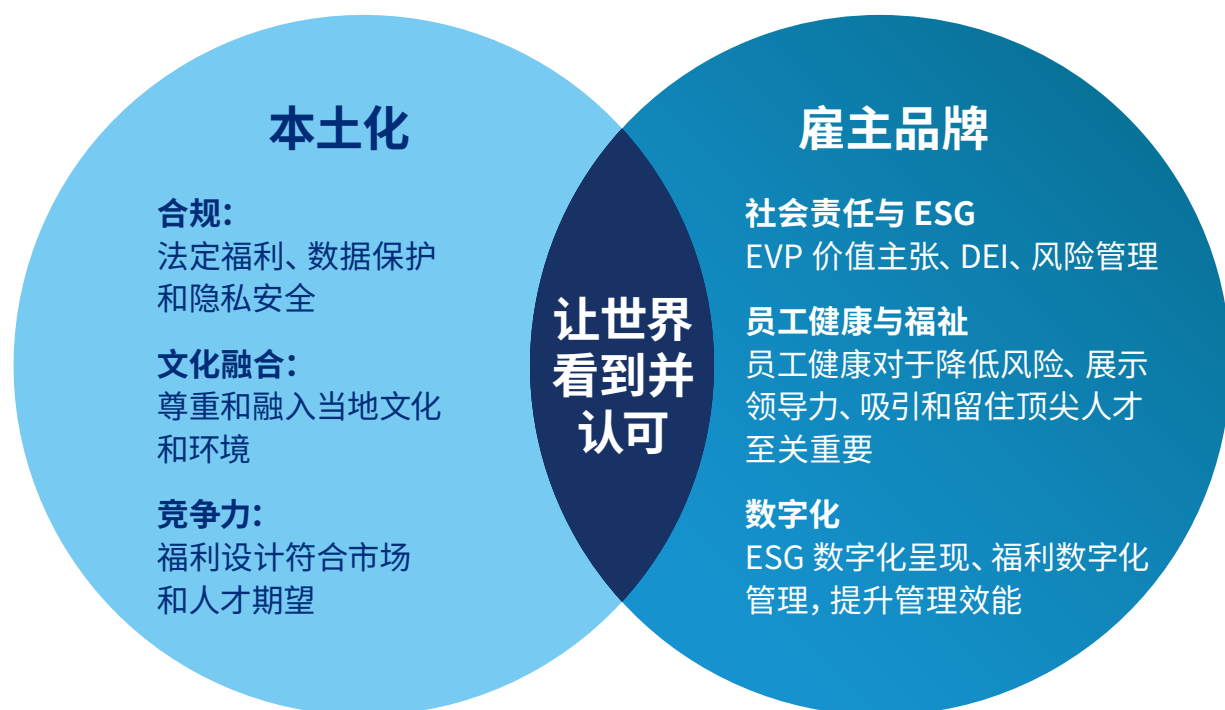 本土化
合规：
法定福利、数据保护
和隐私安全
文化融合：
尊重和融入当地文化
和环境
竞争力：
福利设计符合市场
和人才期望
让世界
看到并
认可
雇主品牌
社会责任与 ESG
EVP 价值主张、DEI、风险管理
员工健康与福祉
员工健康对于降低风险、展示
领导力、吸引和留住顶尖人才
至关重要
数字化
ESG 数字化呈现、福利数字化
管理，提升管理效能